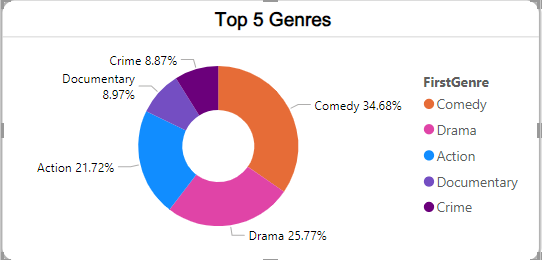 Top 5 Genres
Crime 8.87%
Documentary
8.97%
Comedy 34.68%
Action 21.72%
Drama 25.77%
FirstGenre
Comedy
Drama
Action
Documentary
Crime